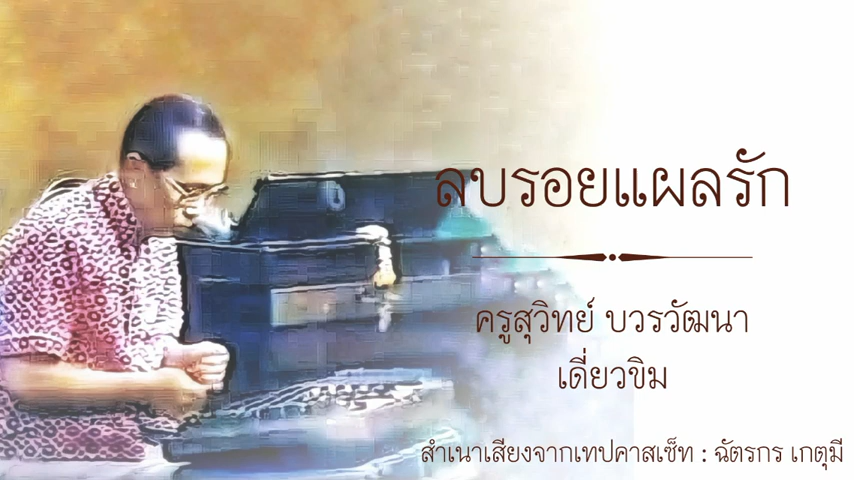 ลบรอยแผลรัก
ครูสุวิทย์ บวรวัฒนา
เดี่ยวขิม
สำเนาเสียงจากเทปคาสเซ็ท : ฉัตรกร เกตุมี